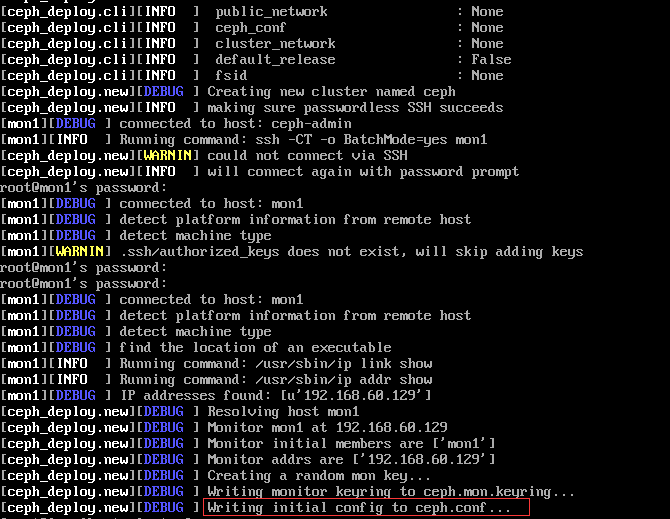 [ceph_deploy.cli][INFO  ]  public_network                : None
[ceph_deploy.cli][INFO  ]  ceph_conf                     : None
[ceph_deploy.cli][INFO  ]  cluster_network               : None
[ceph_deploy.cli][INFO  ]  default_release               : False
[ceph_deploy.cli][INFO  ]  fsid                          : None
[ceph_deploy.new][DEBUG ] Creating new cluster named ceph
[ceph_deploy.new][INFO  ] making sure passwordless SSH succeeds
[mon1][DEBUG ] connected to host: ceph-admin
[mon1][INFO  ] Running command: ssh -CT -o BatchMode=yes mon1
[ceph_deploy.new][WARNIN] could not connect via SSH
[ceph_deploy.new][INFO  ] will connect again with password prompt
root@mon1's password:
[mon1][DEBUG ] connected to host: mon1
[mon1][DEBUG ] detect platform information from remote host
[mon1][DEBUG ] detect machine type
[mon1][WARNIN] .ssh/authorized_keys does not exist, will skip adding keys
root@mon1's password:
root@mon1's password:
[mon1][DEBUG ] connected to host: mon1
[mon1][DEBUG ] detect platform information from remote host
[mon1][DEBUG ] detect machine type
[mon1][DEBUG ] find the location of an executable
[mon1][INFO  ] Running command: /usr/sbin/ip link show
[mon1][INFO  ] Running command: /usr/sbin/ip addr show
[mon1][DEBUG ] IP addresses found: [u'192.168.60.129']
[ceph_deploy.new][DEBUG ] Resolving host mon1
[ceph_deploy.new][DEBUG ] Monitor mon1 at 192.168.60.129
[ceph_deploy.new][DEBUG ] Monitor initial members are ['mon1']
[ceph_deploy.new][DEBUG ] Monitor addrs are ['192.168.60.129']
[ceph_deploy.new][DEBUG ] Creating a random mon key...
[ceph_deploy.new][DEBUG ] Writing monitor keyring to ceph.mon.keyring...
[ceph_deploy.new][DEBUG ] Writing initial config to ceph.conf...